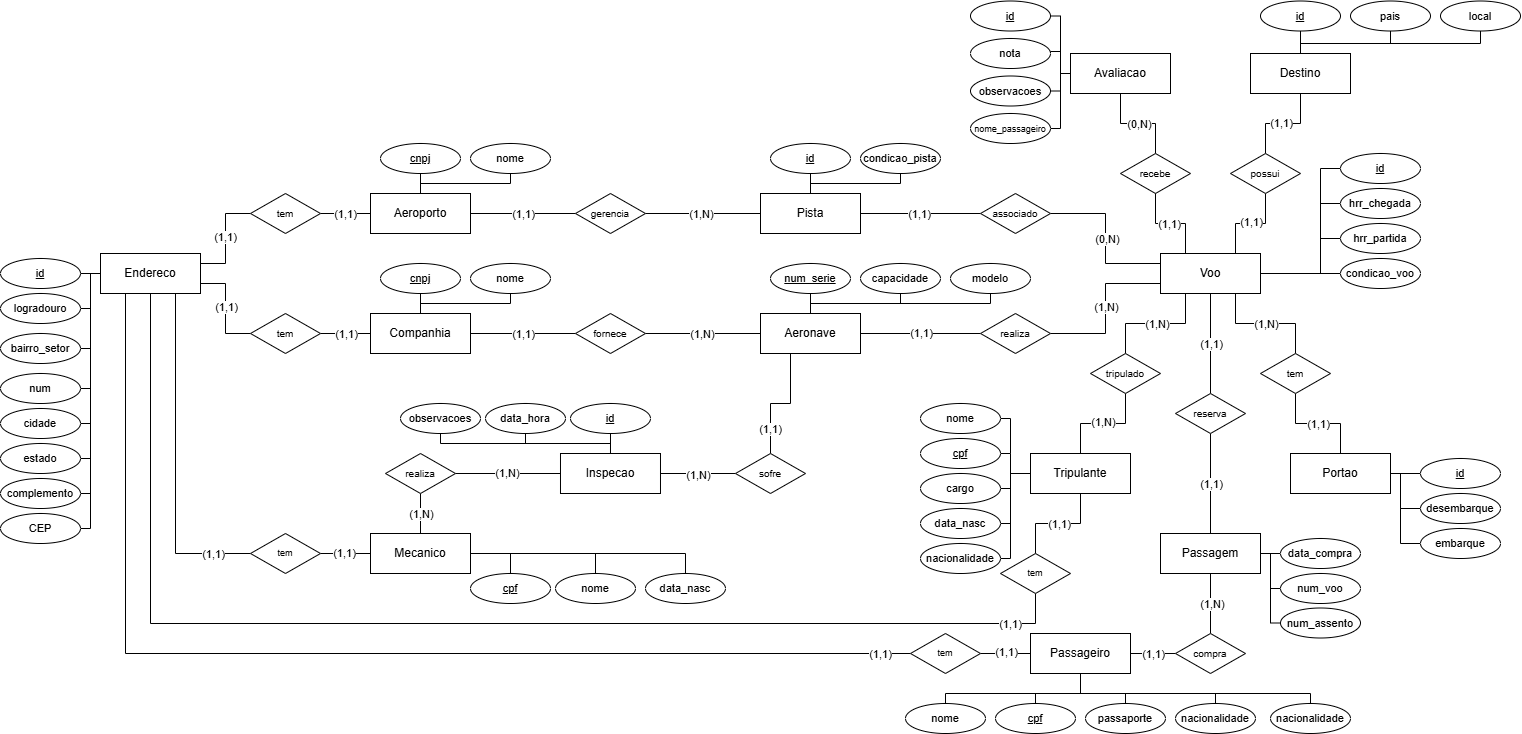 id
pais
local
nota
Avaliacao
Destino
observacoes
nome_passageiro
(0,N)
(1,1)
cnpj
nome
id
condicao_pista
recebe
possui
id
hrr_chegada
hrr_partida
condicao_voo
tem
(1,1)
Aeroporto
(1,1)
gerencia
(1,N)
Pista
(1,1)
associado
(1,1)
(1,1)
(1,1)
(0,N)
id
Endereco
Voo
cnpj
nome
num_serie
capacidade
modelo
logradouro
(1,1)
(1,N)
tem
(1,1)
Companhia
(1,1)
fornece
(1,N)
Aeronave
(1,1)
realiza
(1,N)
(1,1)
(1,N)
bairro_setor
tripulado
tem
num
cidade
estado
complemento
CEP
observacoes
data_hora
id
(1,1)
nome
cpf
cargo
data_nasc
nacionalidade
(1,N)
reserva
(1,1)
realiza
(1,N)
Inspecao
(1,N)
sofre
Tripulante
(1,1)
Portao
id
desembarque
embarque
(1,N)
(1,1)
(1,1)
tem
(1,1)
Mecanico
cpf
nome
data_nasc
tem
Passagem
data_compra
num_voo
num_assento
(1,N)
(1,1)
(1,1)
tem
(1,1)
Passageiro
(1,1)
compra
nome
cpf
passaporte
nacionalidade
nacionalidade